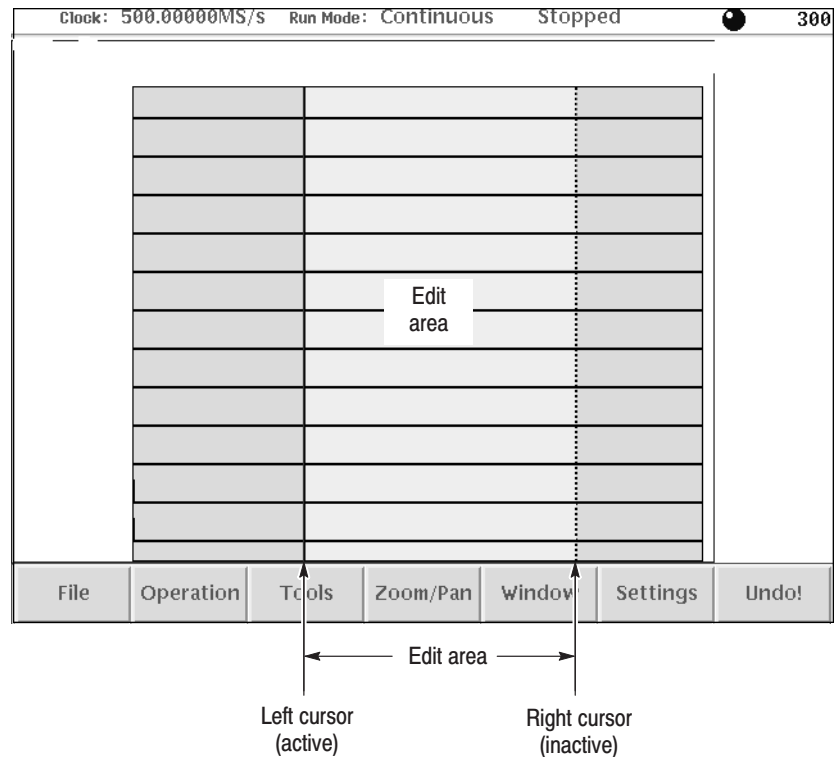 Clock: 500.00000MS/s Run Mode: Continuous Stopped 300
Edit
area
File Operation Tools Zoom/Pan Window Settings Undo!
Edit area
Left cursor
(active)
Right cursor
(inactive)